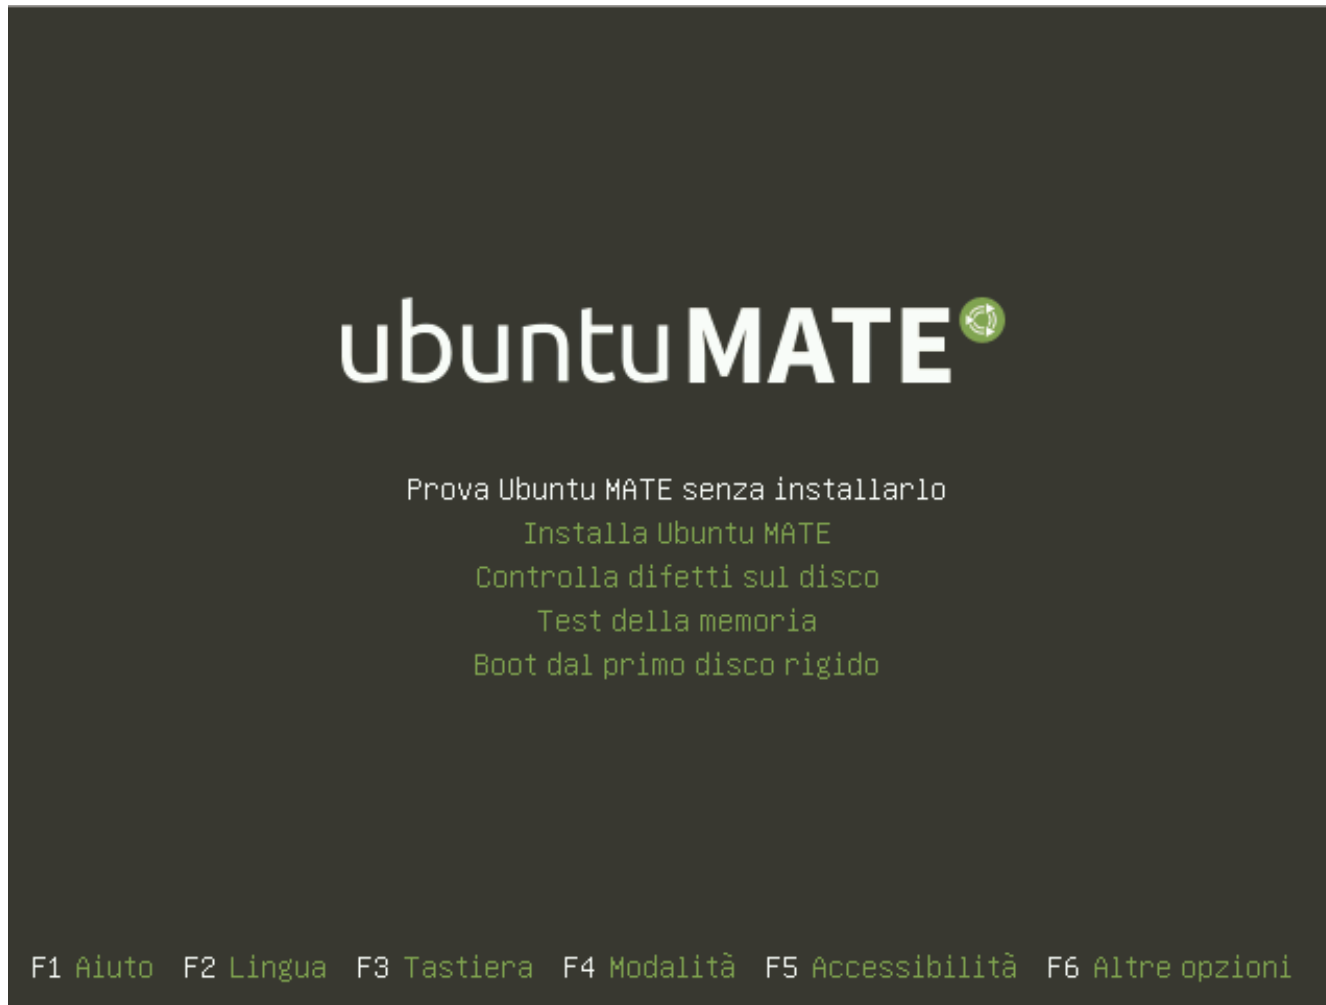 ubuntu MATE
Prova Ubuntu MATE senza installarlo
Installa Ubuntu MATE
Controlla difetti sul disco
Test della memoria
Boot dal primo disco rigido
F1 Aiuto F2 Lingua F3 Tastiera F4 Modalità F5 Accessibilità F6 Altre opzioni